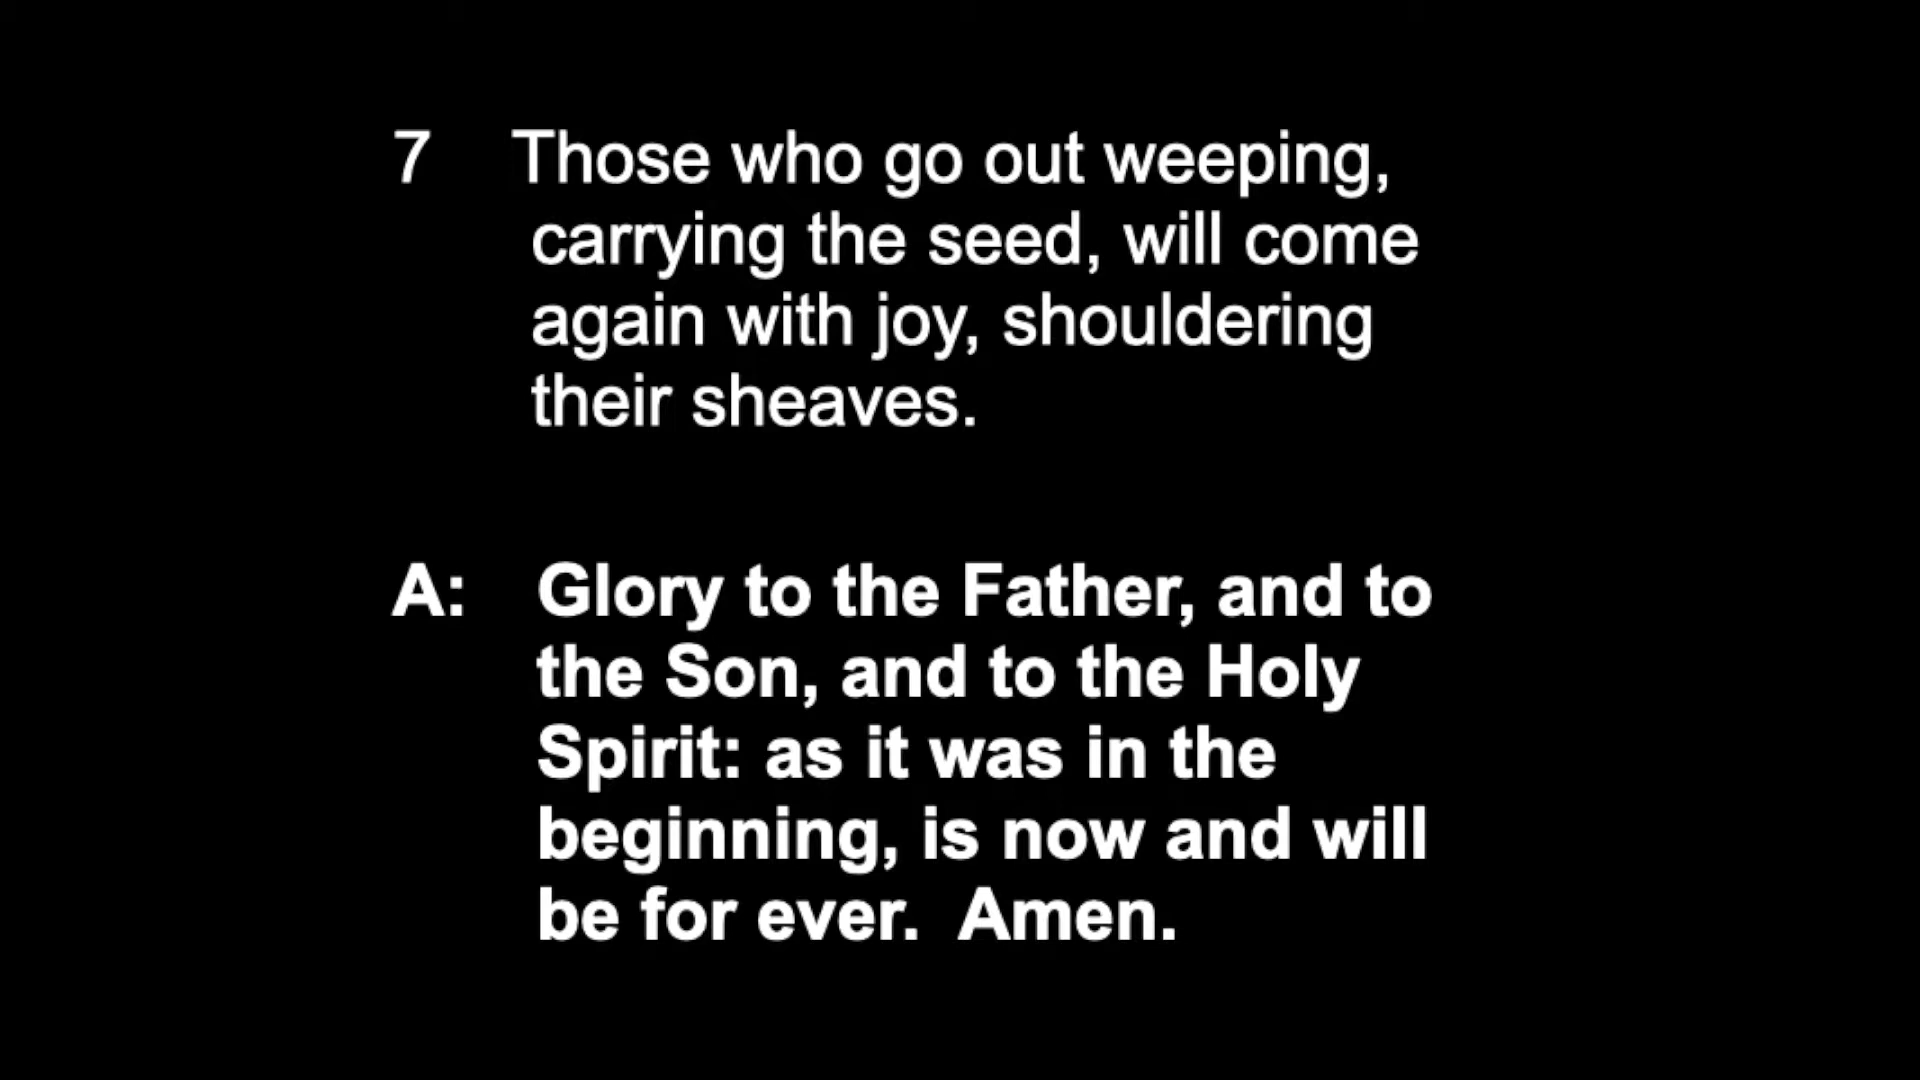 7 Those who go out weeping,
carrying the seed, will come
again with joy, shouldering
their sheaves.
A: Glory to the Father, and to
the Son, and to the Holy
Spirit: as it was in the
beginning, is now and will
be for ever. Amen.